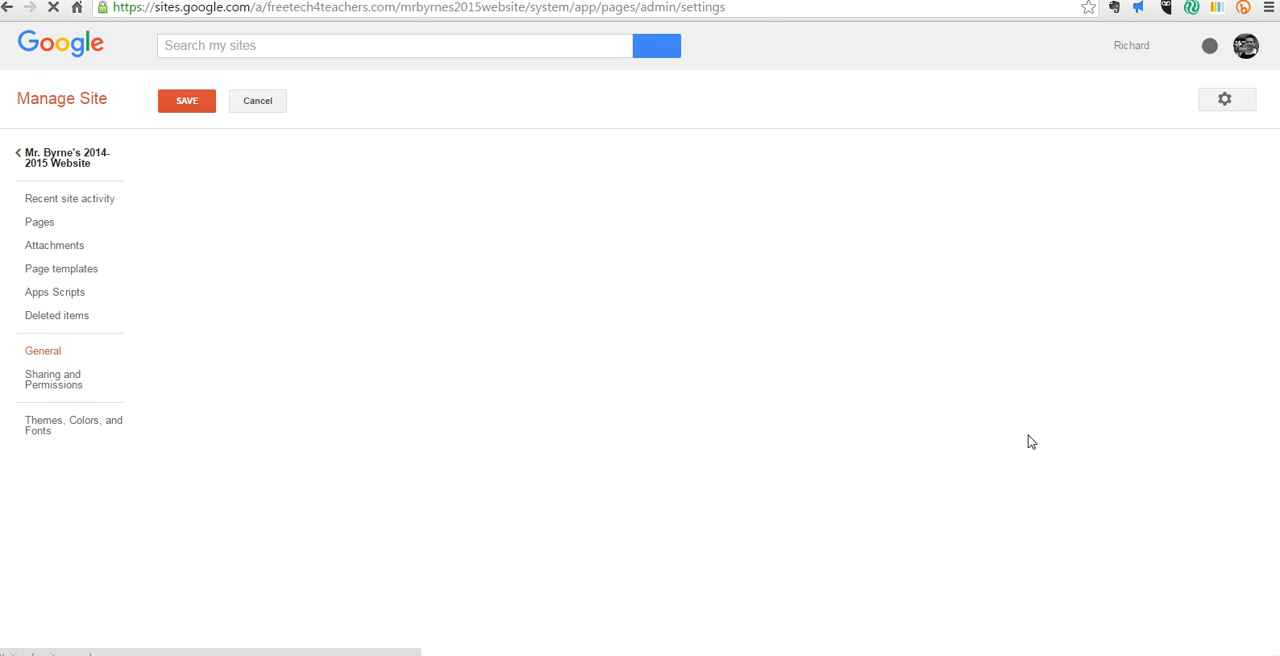 https://sites.google.com/a/freetech4teachers.com/mrbyrnes2015website/system/app/pages/admin/settings
Google
Search my sites
Richard
Manage Site
SAVE
Cancel
Mr. Byrne's 2014-
2015 Website
Recent site activity
Pages
Attachments
Page templates
Apps Scripts
Deleted items
General
Sharing and
Permissions
Themes, Colors, and
Fonts